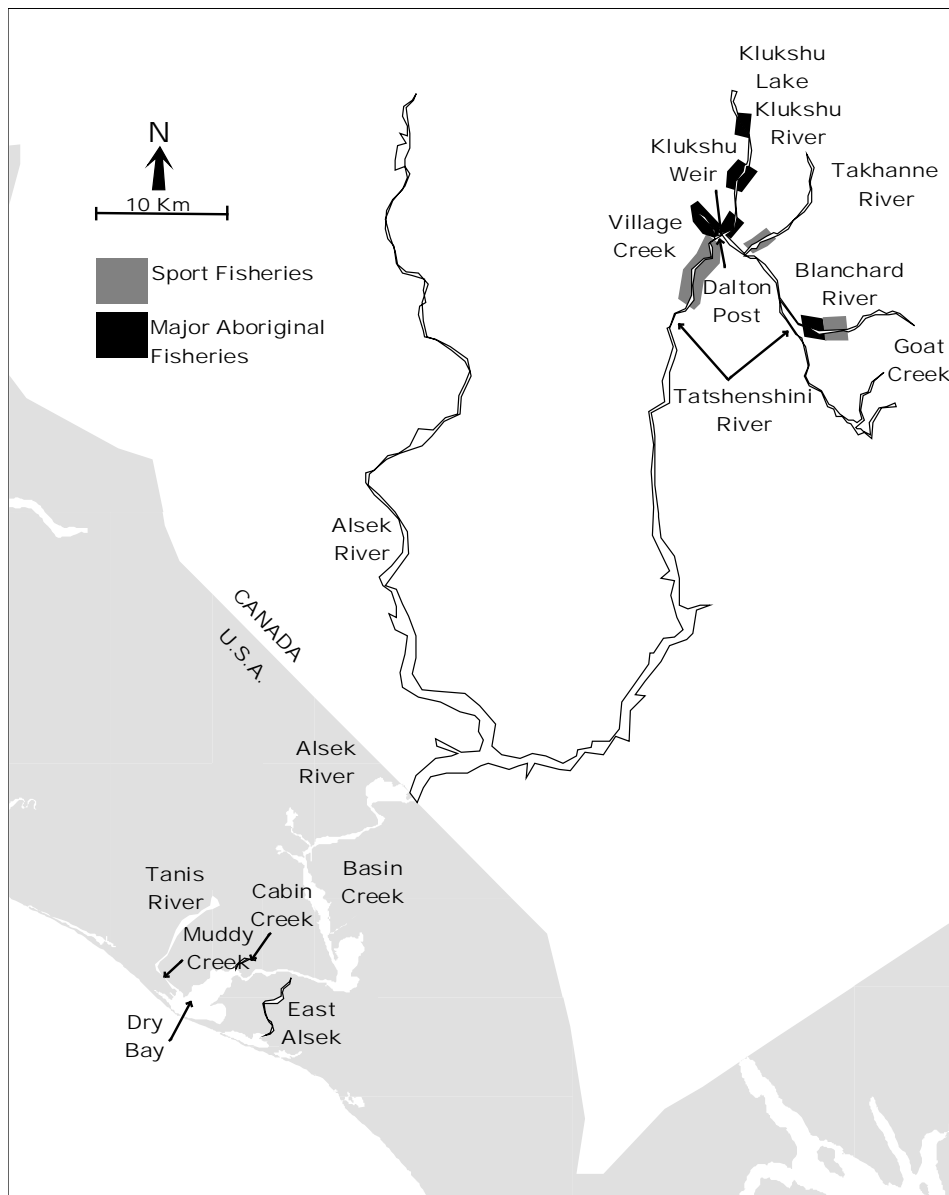 Klukshu
Lake
Klukshu
River
N
Klukshu
Weir
Takhanne
River
10 Km
Village
Creek
Sport Fisheries
Blanchard
River
Dalton
Post
Major Aboriginal
Fisheries
Goat
Creek
Tatshenshini
River
Alsek
River
CANADA
U.S.A.
Alsek
River
Basin
Creek
Tanis
River
Cabin
Creek
Muddy
Creek
East
Alsek
Dry
Bay